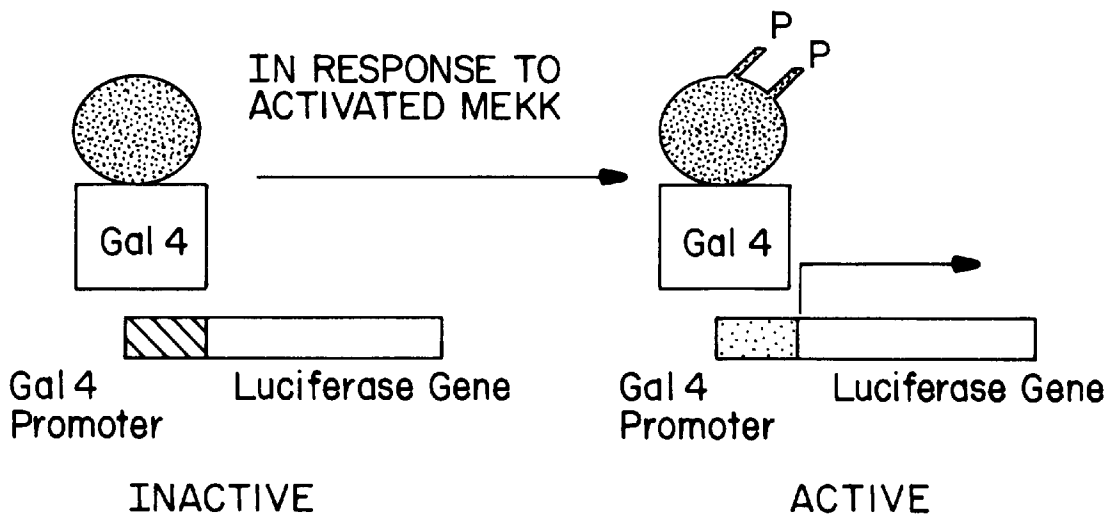 P
P
IN RESPONSE TO
ACTIVATED MEKK
Gal 4
Gal 4
Gal 4
Promoter
Luciferase Gene
Gal 4
Promoter
Luciferase Gene
INACTIVE
ACTIVE